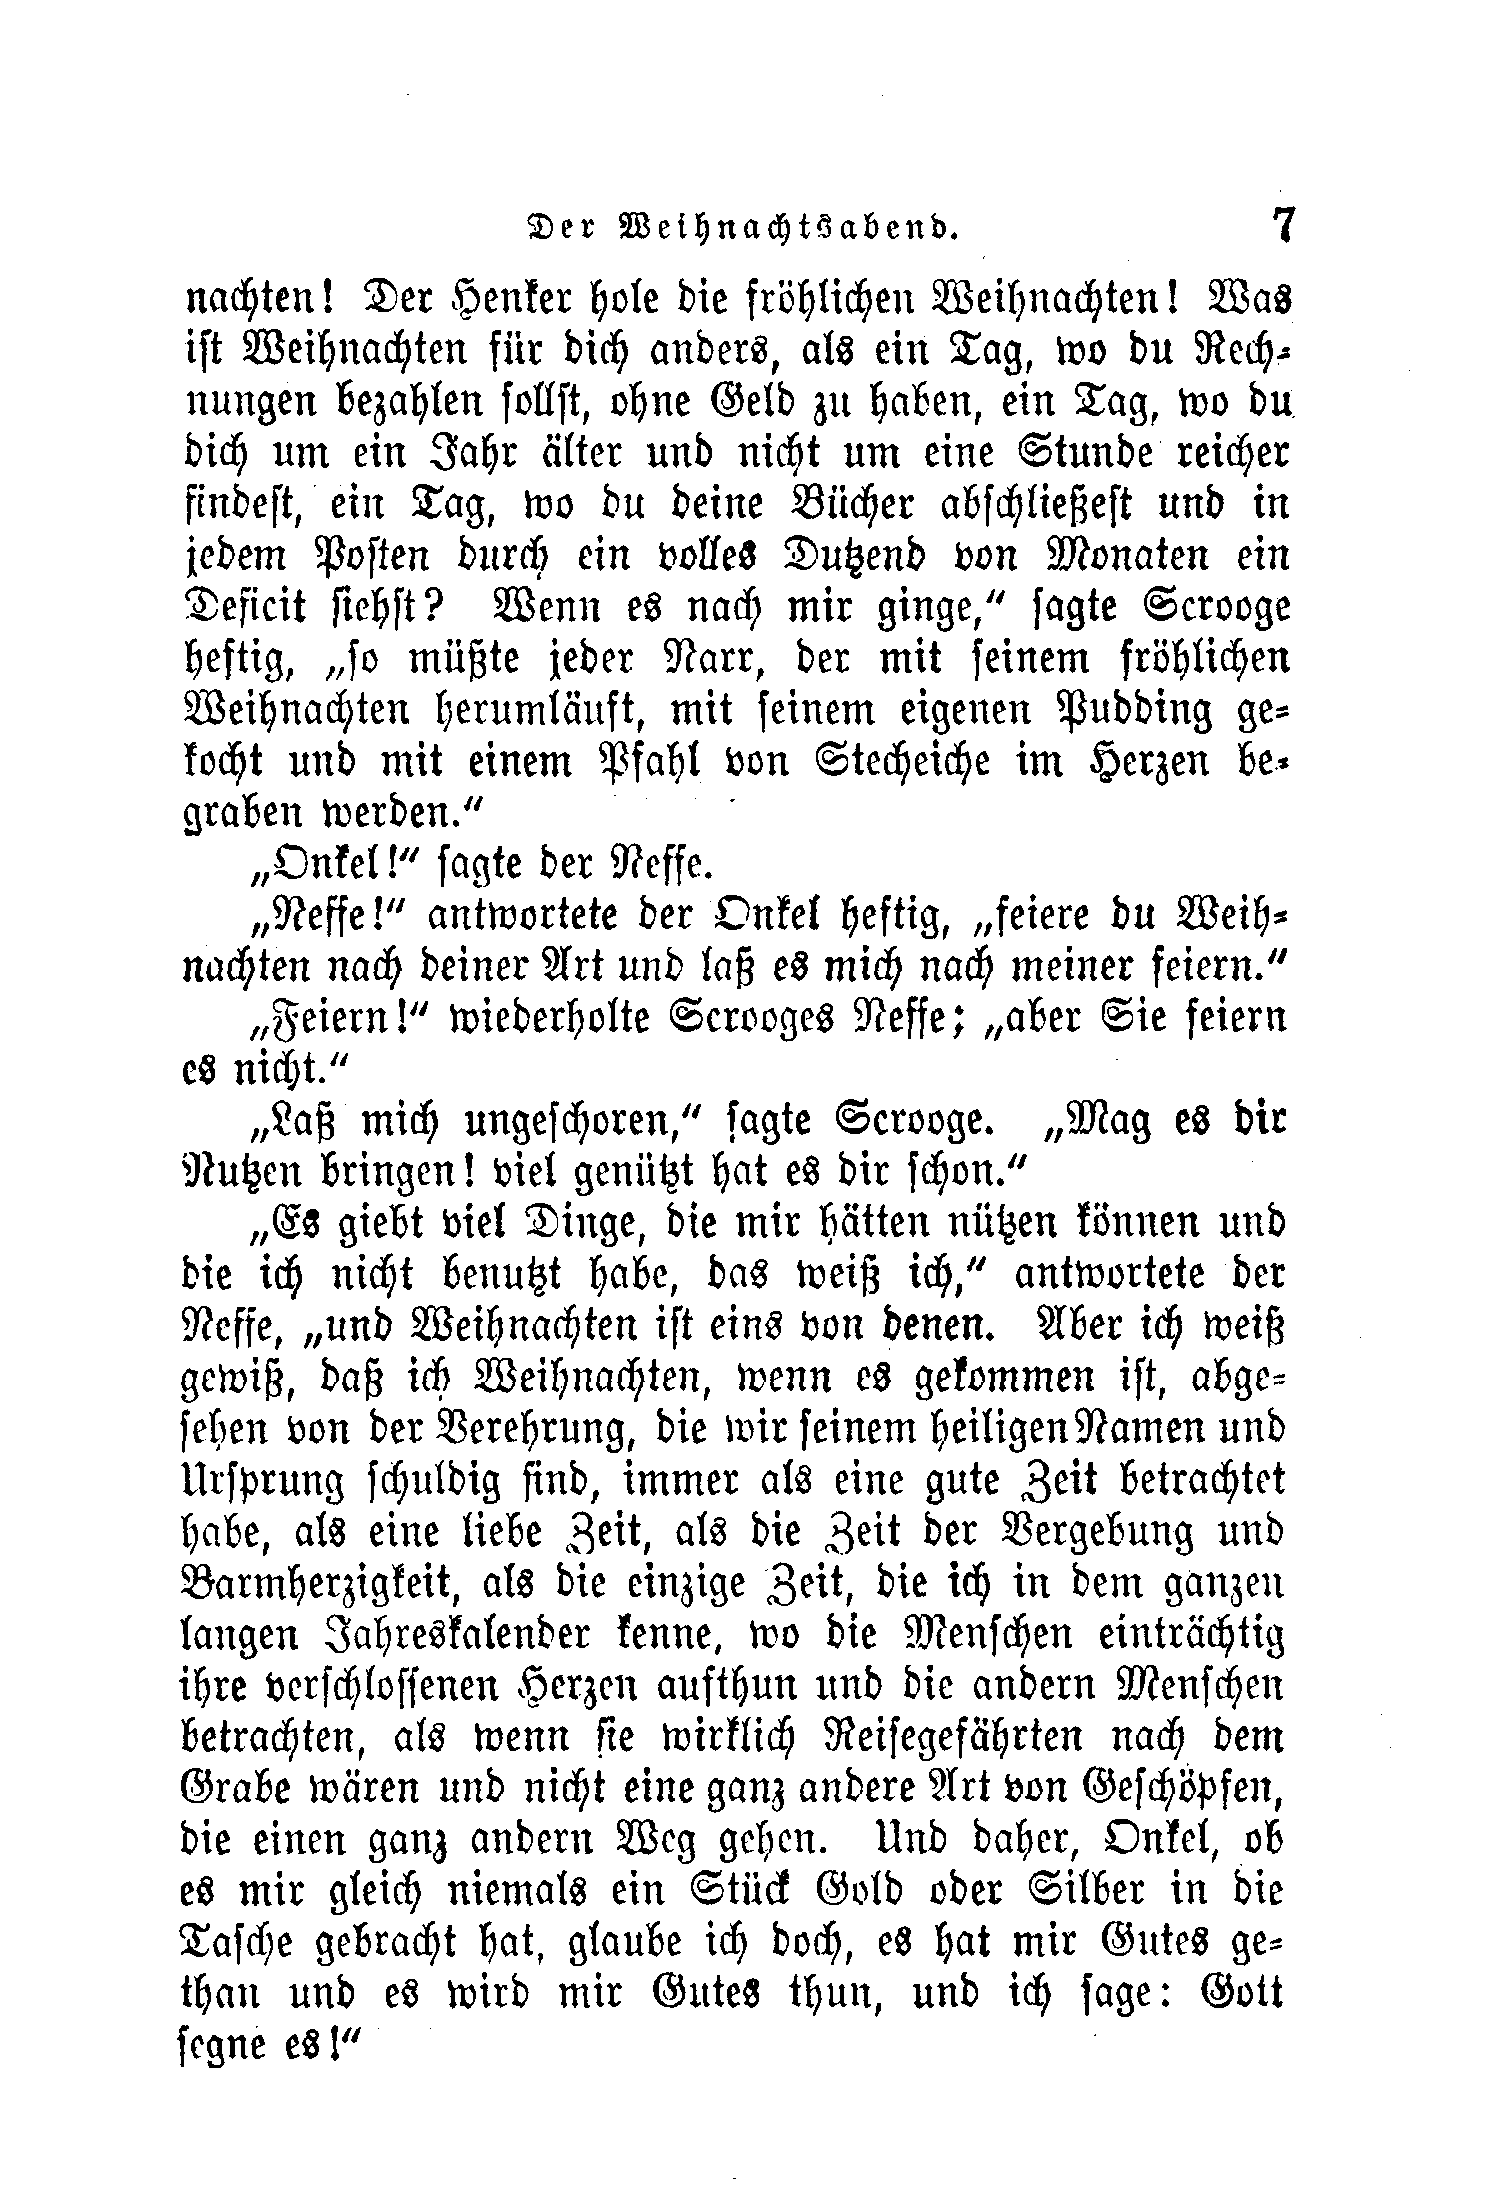 Der Weihnachtsabend. 7
nachten! Der Henker hole die fröhlichen Weihnachten! Was
ist Weihnachten für dich anders, als ein Tag, wo du Rech-
nungen bezahlen sollst, ohne Geld zu haben, ein Tag, wo du
dich um ein Jahr älter und nicht um eine Stunde reicher
findest, ein Tag, wo du deine Bücher abschließest und in
jedem Posten durch ein volles Dutzend von Monaten ein
Deficit siehst? Wenn es nach mir ginge,“ sagte Scrooge
heftig, „so müßte jeder Narr, der mit seinem fröhlichen
Weihnachten herumläuft, mit seinem eigenen Pudding ge-
kocht und mit einem Pfahl von Stecheiche im Herzen be-
graben werden.“
„Onkel!“ sagte der Neffe.
„Neffe!“ antwortete der Onkel heftig, „feiere du Weih-
nachten nach deiner Art und laß es mich nach meiner feiern.“
„Feiern!“ wiederholte Scrooges Neffe; „aber Sie feiern
es nicht.“
„Laß mich ungeschoren,“ sagte Scrooge. „Mag es dir
Nutzen bringen! viel genützt hat es dir schon.“
„Es giebt viel Dinge, die mir hätten nützen können und
die ich nicht benutzt habe, das weiß ich,“ antwortete der
Neffe, „und Weihnachten ist eins von denen. Aber ich weiß
gewiß, daß ich Weihnachten, wenn es gekommen ist, abge-
sehen von der Verehrung, die wir seinem heiligen Namen und
Ursprung schuldig sind, immer als eine gute Zeit betrachtet
habe, als eine liebe Zeit, als die Zeit der Vergebung und
Barmherzigkeit, als die einzige Zeit, die ich in dem ganzen
langen Jahreskalender kenne, wo die Menschen einträchtig
ihre verschlossenen Herzen aufthun und die andern Menschen
betrachten, als wenn sie wirklich Reisegefährten nach dem
Grabe wären und nicht eine ganz andere Art von Geschöpfen,
die einen ganz andern Weg gehen. Und daher, Onkel, ob
es mir gleich niemals ein Stück Gold oder Silber in die
Tasche gebracht hat, glaube ich doch, es hat mir Gutes ge-
than und es wird mir Gutes thun, und ich sage: Gott
segne es!“